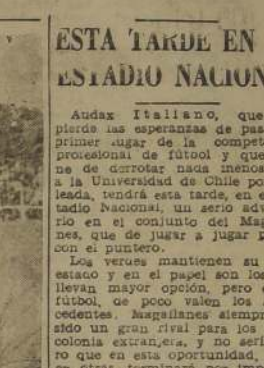 ESTA TARDE EN
ESTADIO NACION
Audax Italiano, que
pierde las esperanzas de pas
primer lugar de la compet
profesional de fútbol y que
ne de derrotar nada menos
a la Universidad de Chile po
leada, tendrá esta tarde, en e
tadio Nacional, un serio adv
rio en el conjunto del Mag
nes, que de jugar a jugar p
con el puntero.
Los verdes mantienen su
estado y en el papel son los
llevan mayor opción, pero e
fútbol, de poco valen los
cedentes. Magallanes siempr
sido un gran rival para los
colonia extranjera, y no seri
ro que en esta oportunidad,